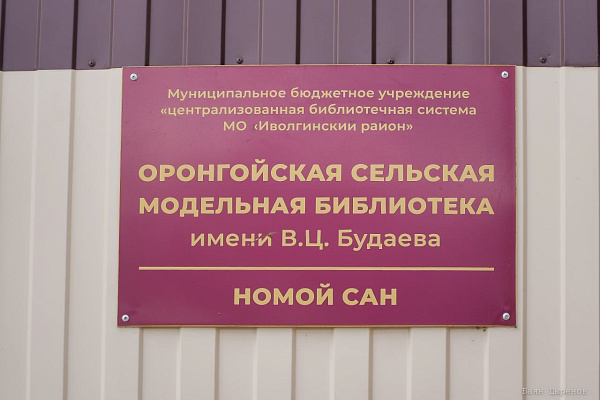 Муниципальное бюджетное учреждение
«централизованная библиотечная система
МО «Иволгинский район»
ОРОНГОЙСКАЯ СЕЛЬСКАЯ
МОДЕЛЬНАЯ БИБЛИОТЕКА
имени В.Ц. Будаева
НОМОЙ САН